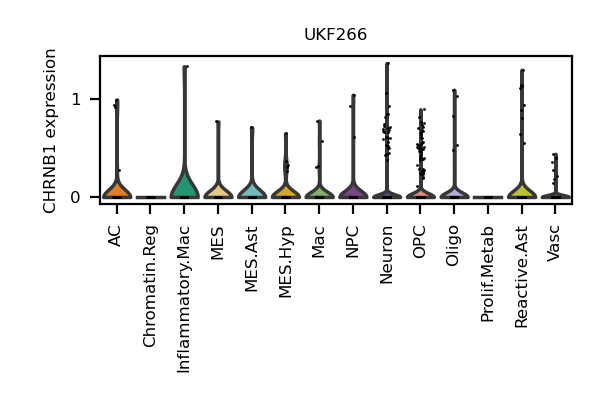 UKF266
CHRNB1 expression
1
0
AC
Chromatin.Reg
Inflammatory.Mac
MES
MES.Ast
MES.Hyp
Mac
NPC
Neuron
OPC
Oligo
Prolif.Metab
Reactive.Ast
Vasc